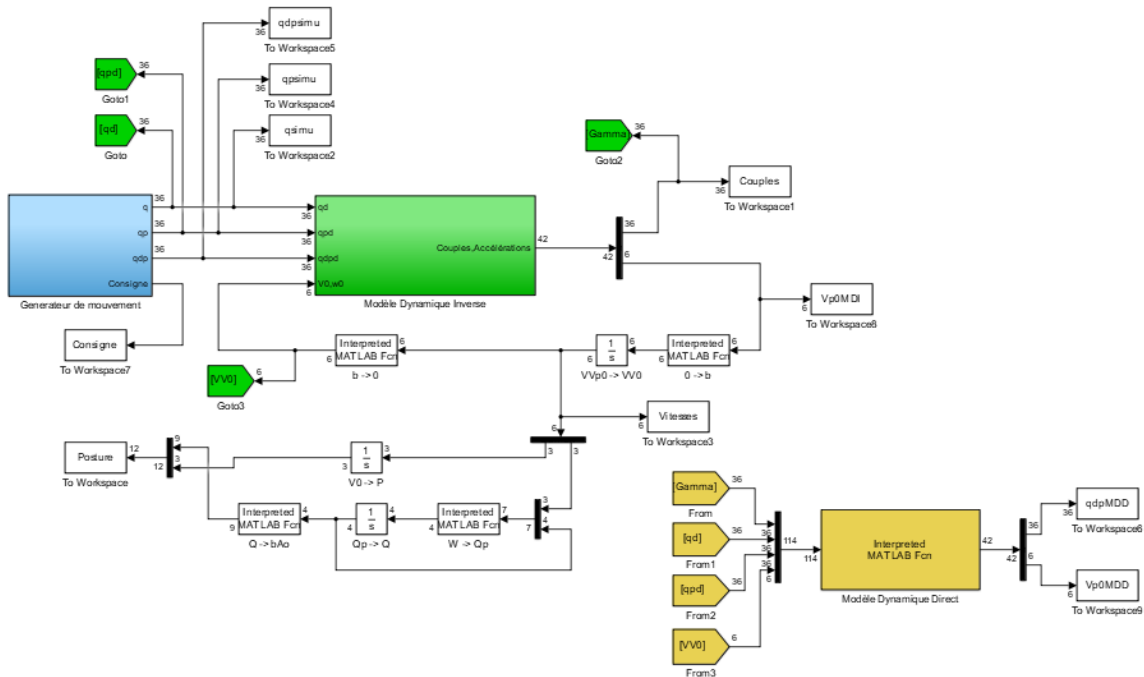 qdpsimu
36
To Workspace5
[qpd]
36
Goto1
qpsimu
36
To Workspace4
[qd]
36
Goto
qsimu
36
To Workspace2
[Gamma]
36
Goto2
Couples
36
To Workspace1
q
36
qp
36
qdp
36
Consigne
Generateur de mouvement
36
qd
36
qpd
36
qdpd
6
V0,w0
Couples,Accélérations
42
Modèle Dynamique Inverse
42
36
6
Vp0MDI
6
To Workspace8
Consigne
To Workspace7
[VV0]
6
Goto3
6
Interpreted
MATLAB Fcn
6
b -> 0
6
1
s
6
VVp0 -> VV0
6
Interpreted
MATLAB Fcn
6
0 -> b
Vitesses
6
To Workspace3
6
3
3
Posture
12
To Workspace
9
3
12
1
s
3
3
V0 -> P
9
Interpreted
MATLAB Fcn
4
Q -> bAo
4
1
s
4
Qp -> Q
4
Interpreted
MATLAB Fcn
7
W -> Qp
3
4
7
[Gamma]
36
From
[qd]
36
From1
[qpd]
36
From2
[VV0]
6
From3
36
36
36
6
114
114
Interpreted
MATLAB Fcn
42
Modèle Dynamique Direct
42
36
6
qdpMDD
36
To Workspace6
Vp0MDD
6
To Workspace9